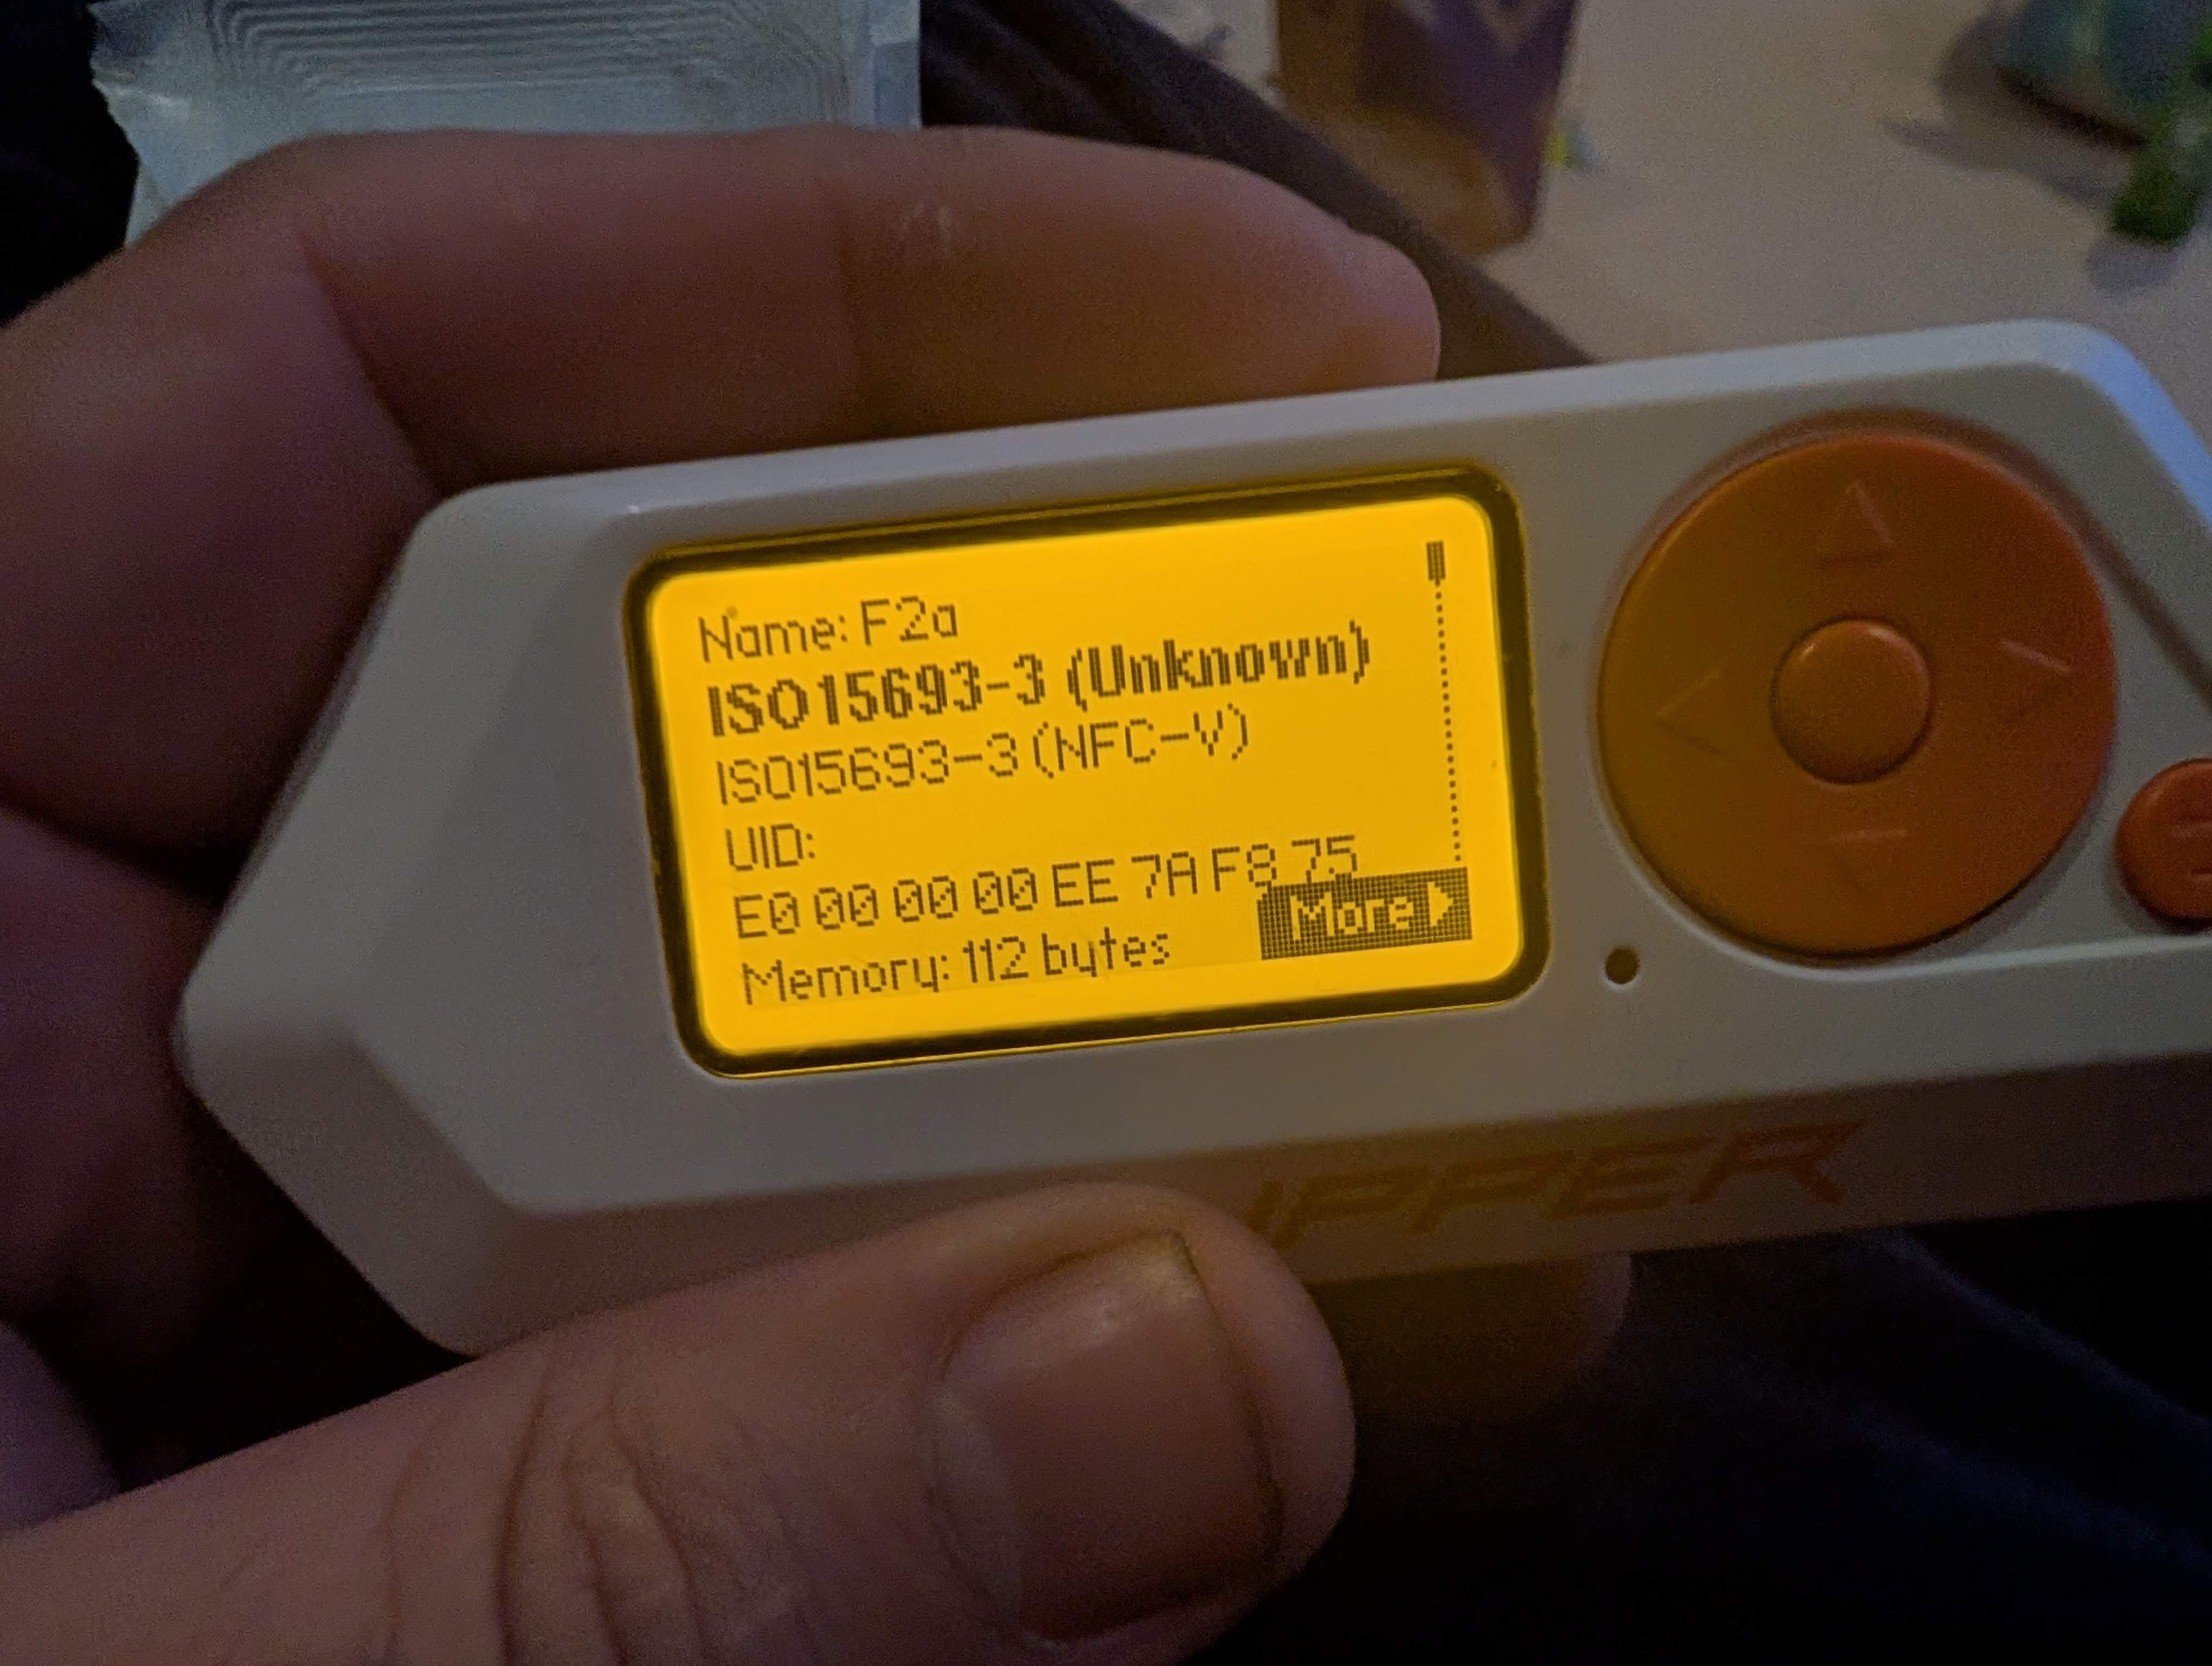 Name: F2a
ISO15693-3 (Unknown)
ISO15693-3 (NFC-V)
UID:
E0 00 00 00 EE 7A F8 75
More
Memory: 112 bytes
IPPER